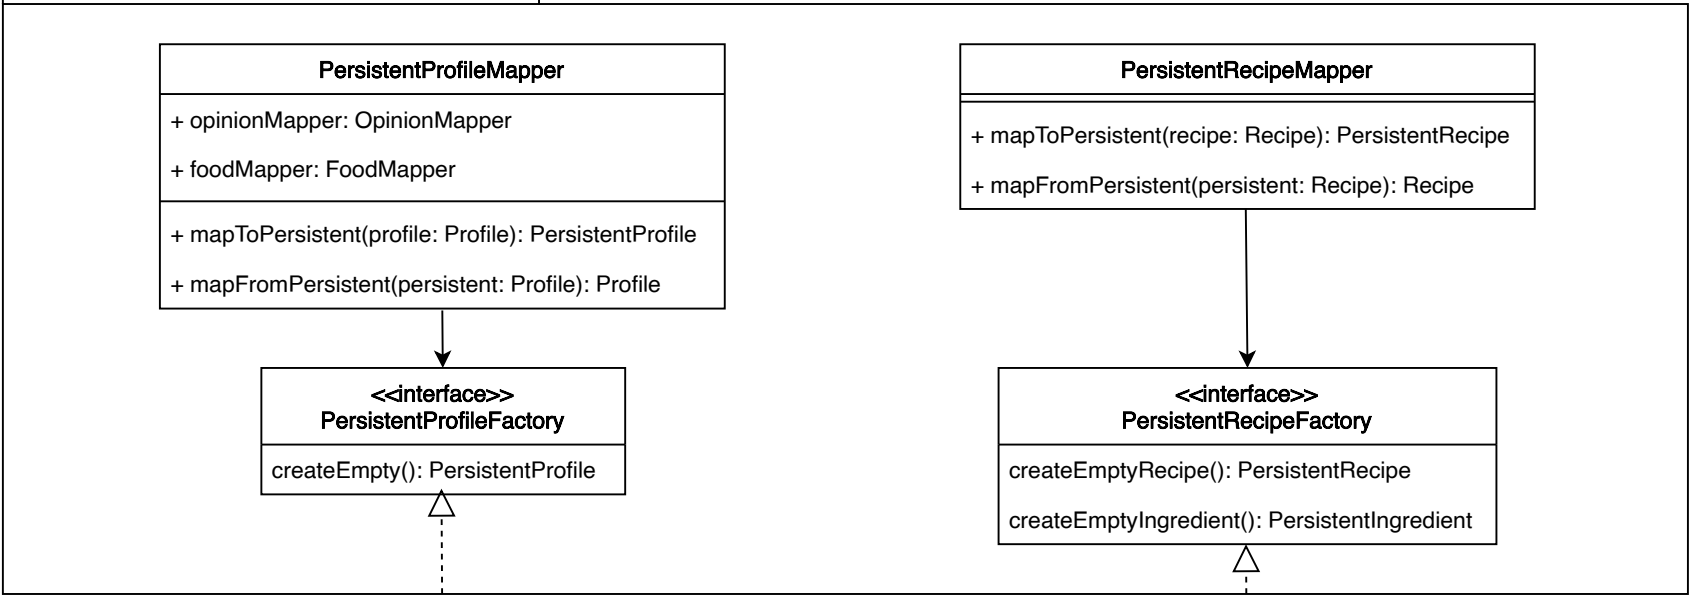 PersistentProfileMapper
+ opinionMapper: OpinionMapper
+ foodMapper: FoodMapper
+ mapToPersistent(profile: Profile): PersistentProfile
+ mapFromPersistent(persistent: Profile): Profile
<<interface>>
PersistentProfileFactory
createEmpty(): PersistentProfile
PersistentRecipeMapper
+ mapToPersistent(recipe: Recipe): PersistentRecipe
+ mapFromPersistent(persistent: Recipe): Recipe
<<interface>>
PersistentRecipeFactory
createEmptyRecipe(): PersistentRecipe
createEmptyIngredient(): PersistentIngredient